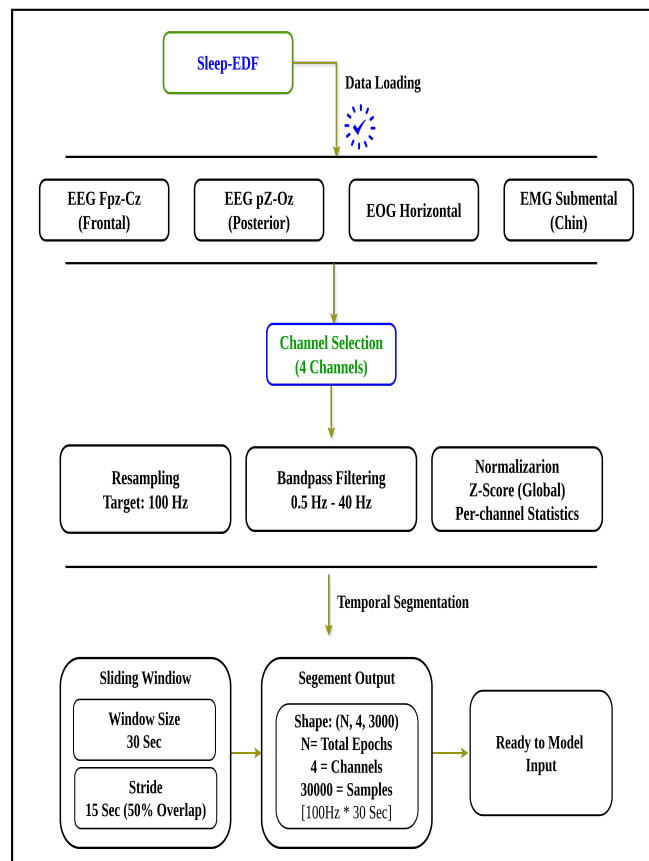 Sleep-EDF
Data Loading
EEG Fpz-Cz
(Frontal)
EEG pZ-Oz
(Posterior)
EOG Horizontal
EMG Submental
(Chin)
Channel Selection
(4 Channels)
Resampling
Target: 100 Hz
Bandpass Filtering
0.5 Hz - 40 Hz
Normalizarion
Z-Score (Global)
Per-channel Statistics
Temporal Segmentation
Sliding Windiow
Window Size
30 Sec
Stride
15 Sec (50% Overlap)
Segement Output
Shape: (N, 4, 3000)
N= Total Epochs
4 = Channels
30000 = Samples
[100Hz * 30 Sec]
Ready to Model
Input